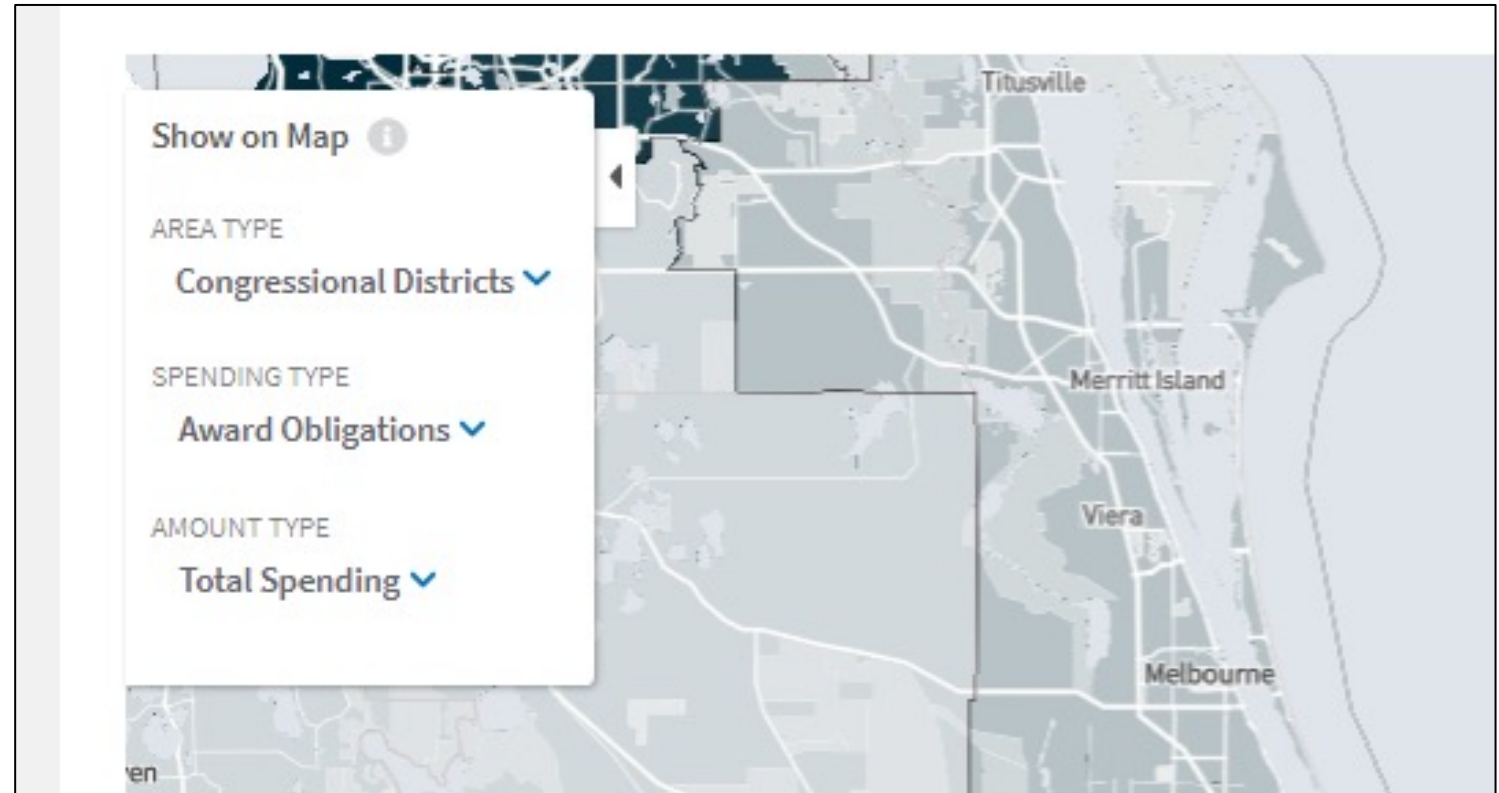 Show on Map
AREA TYPE
Congressional Districts
SPENDING TYPE
Award Obligations
AMOUNT TYPE
Total Spending
Titusville
Merritt Island
Viera
Melbourne
ven